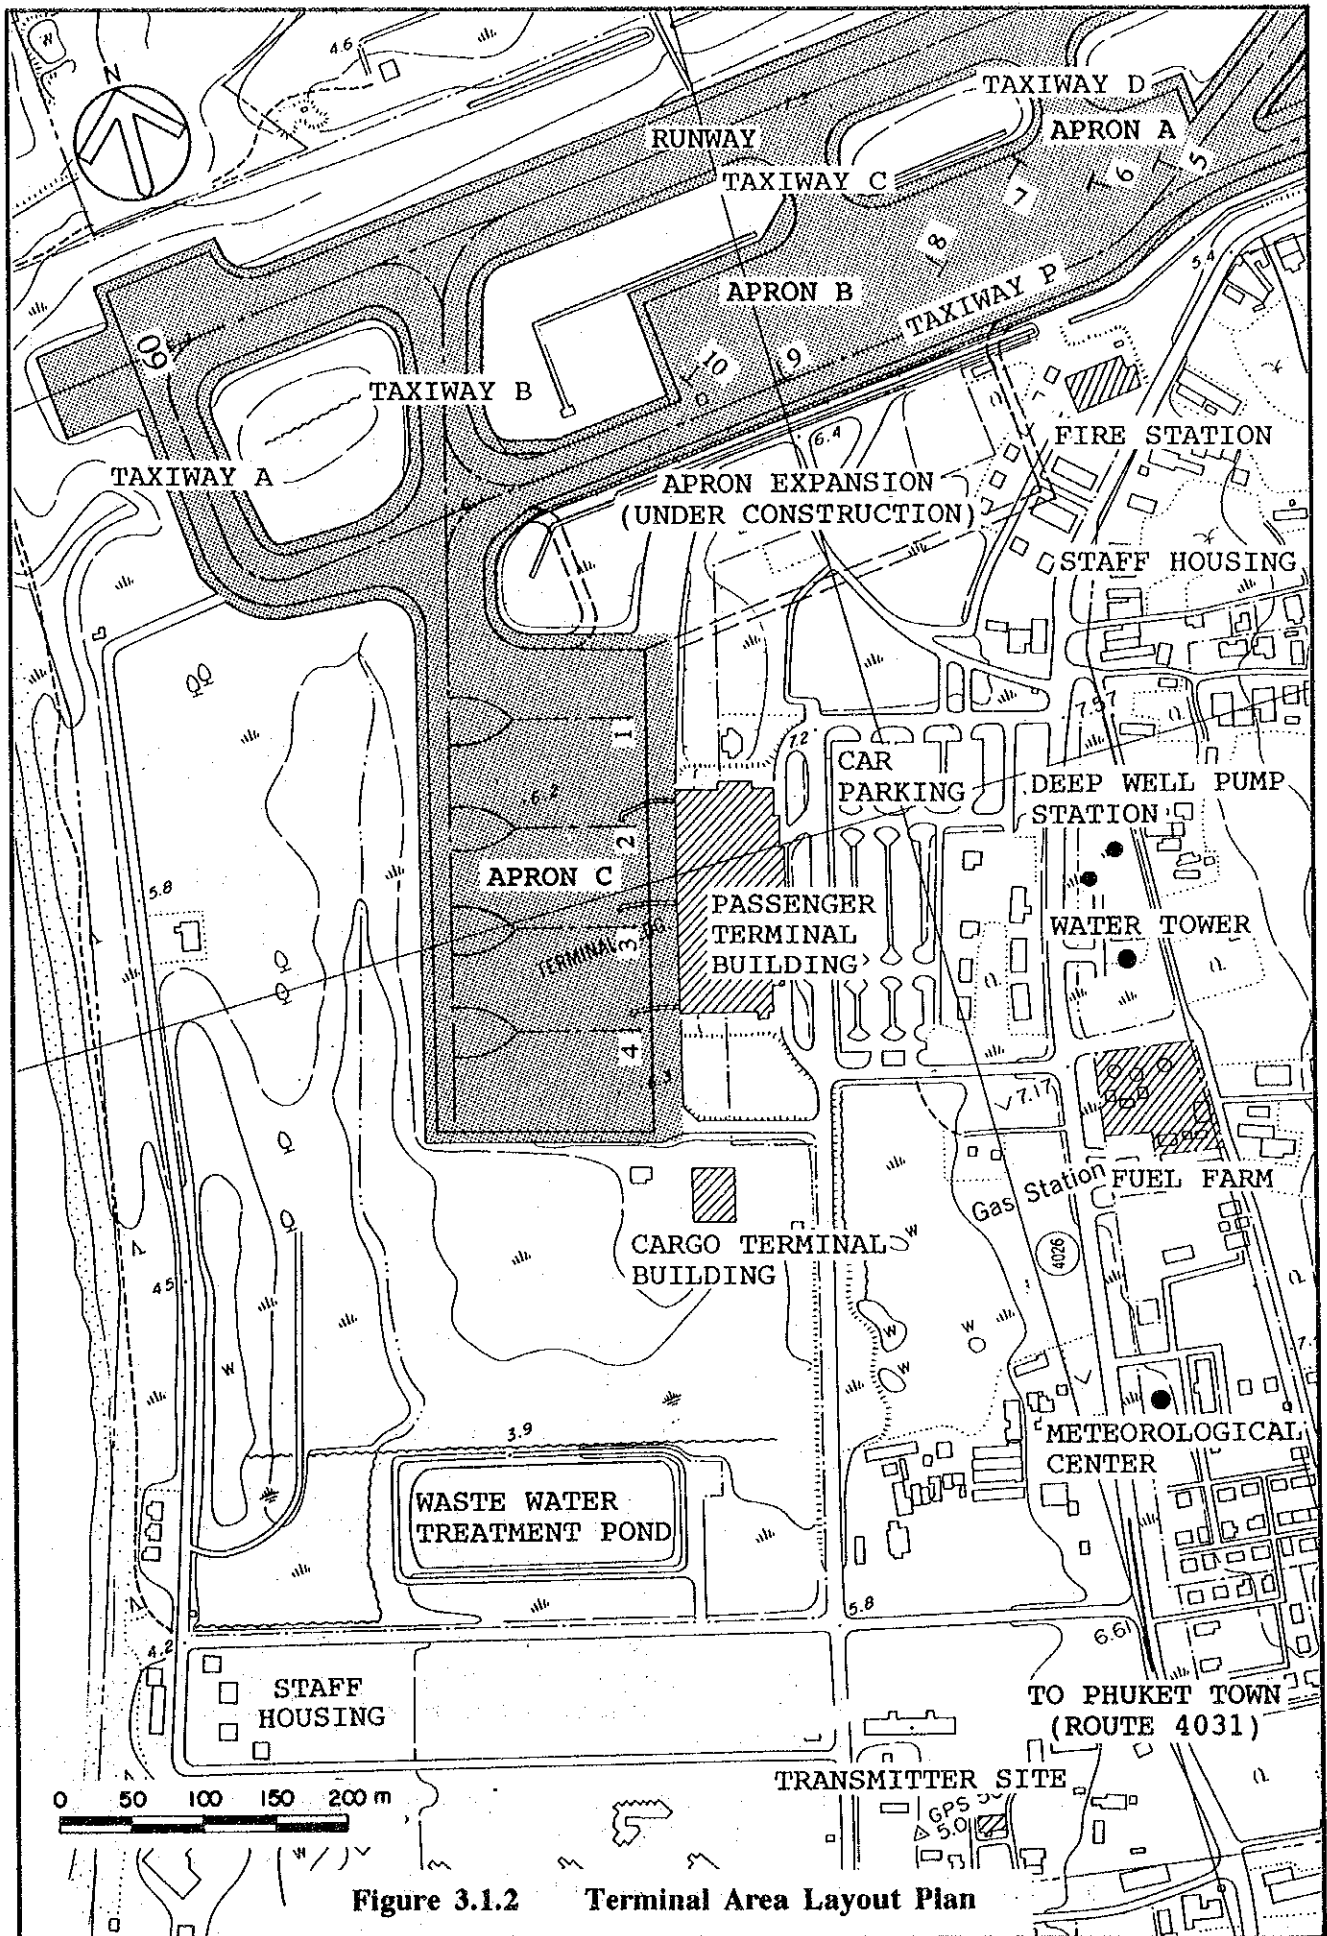 4.6
N
TAXIWAY D
RUNWAY
APRON A
TAXIWAY C
5
6
7
8
5.4
APRON B
TAXIWAY P
09
10
9
TAXIWAY B
6.4
FIRE STATION
TAXIWAY A
APRON EXPANSION
(UNDER CONSTRUCTION)
STAFF HOUSING
7.57
1
7.2
CAR
PARKING
DEEP WELL PUMP
STATION
.6.2
2
APRON C
5.8
PASSENGER
TERMINAL
BUILDING
WATER TOWER
TERMINAL
3
4
6.3
7.17
Gas Station
FUEL FARM
CARGO TERMINAL
BUILDING
W
4026
4.5
W
W
W
W
3.9
METEOROLOGICAL
CENTER
WASTE WATER
TREATMENT POND
5.8
6.61
4.2
STAFF
HOUSING
TO PHUKET TOWN
(ROUTE 4031)
TRANSMITTER SITE
0 50 100 150 200 m
GPS
5.0
W
Figure 3.1.2 Terminal Area Layout Plan